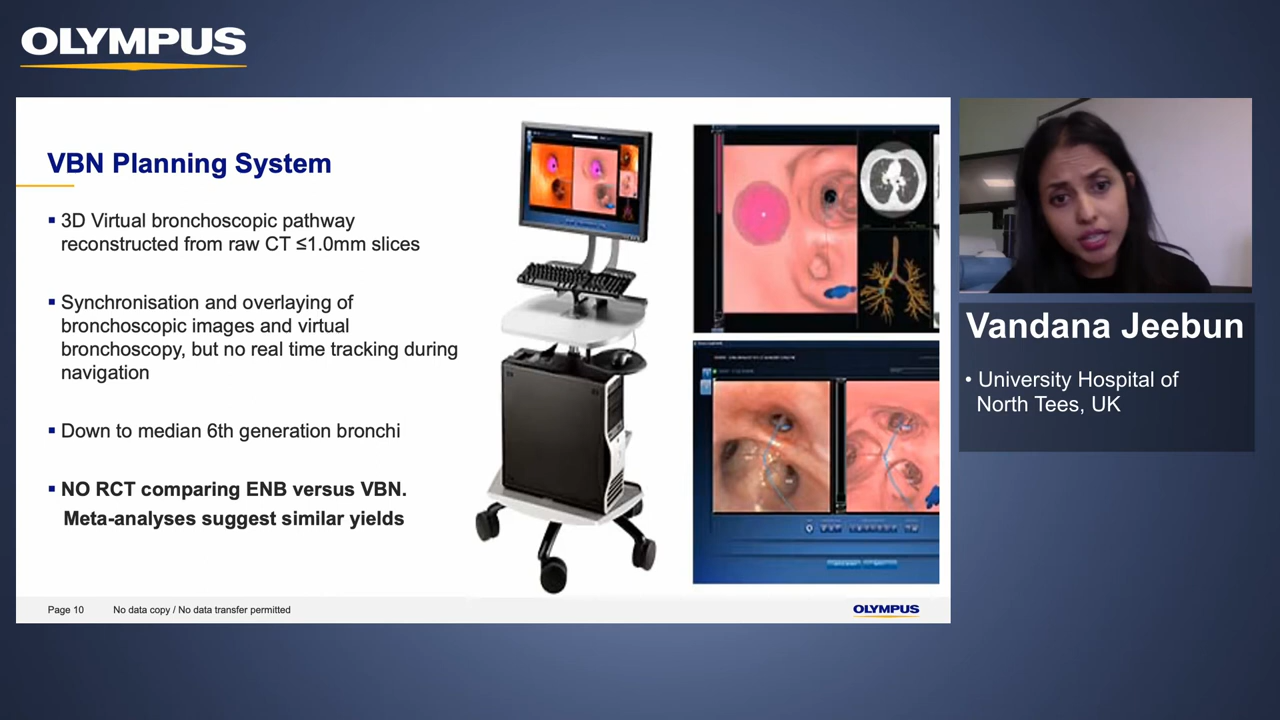 OLYMPUS
VBN Planning System
▪ 3D Virtual bronchoscopic pathway
reconstructed from raw CT ≤1.0mm slices
▪ Synchronisation and overlaying of
bronchoscopic images and virtual
bronchoscopy, but no real time tracking during
navigation
▪ Down to median 6th generation bronchi
▪ NO RCT comparing ENB versus VBN.
Meta-analyses suggest similar yields
Page 10 No data copy / No data transfer permitted
OLYMPUS
Vandana Jeebun
• University Hospital of
North Tees, UK